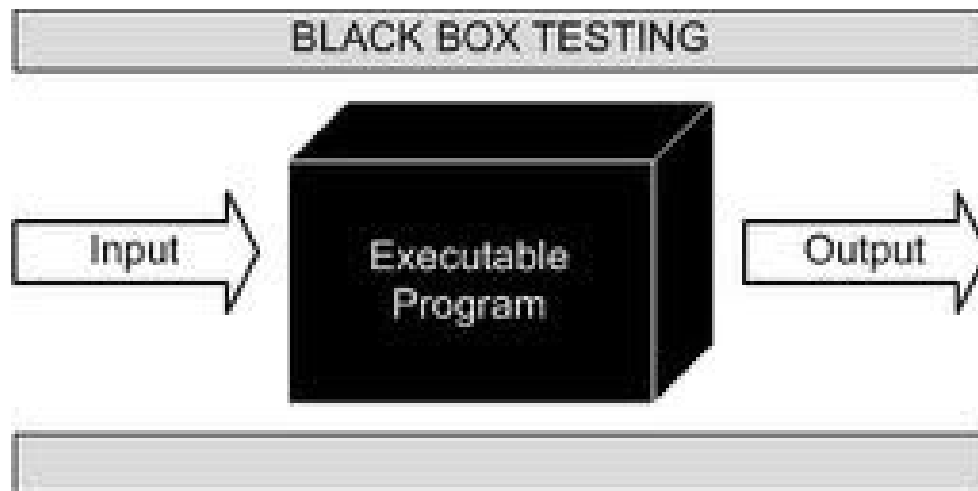 BLACK BOX TESTING
Input
Executable
Program
Output